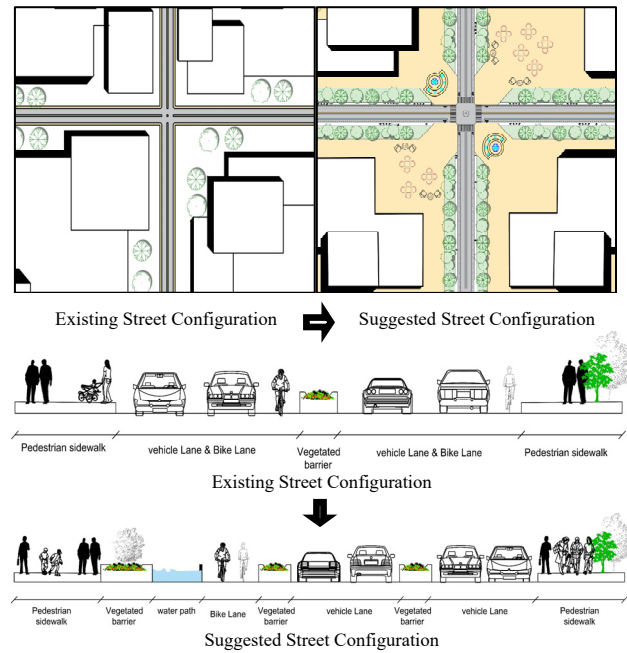 Existing Street Configuration
Suggested Street Configuration
Pedestrian sidewalk
vehicle Lane & Bike Lane
Vegetated
barrier
vehicle Lane & Bike Lane
Pedestrian sidewalk
Existing Street Configuration
Pedestrian
sidewalk
Vegetated
barrier
water path
Bike Lane
Vegetated
barrier
vehicle Lane
Vegetated
barrier
vehicle Lane
Pedestrian
sidewalk
Suggested Street Configuration